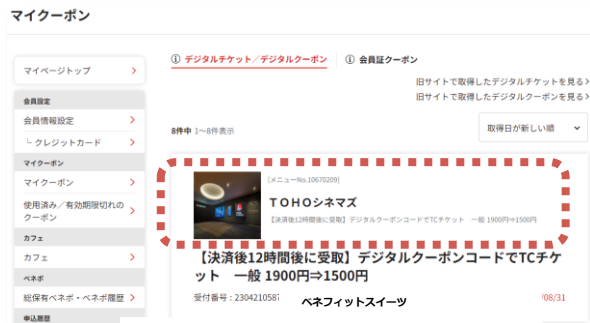 マイクーポン
マイページトップ
会員設定
会員情報設定
└ クレジットカード
マイクーポン
マイクーポン
使用済み／有効期限切れの
クーポン
カフェ
カフェ
ベネポ
総保有ベネポ・ベネポ履歴
申込履歴
デジタルチケット／デジタルクーポン
会員証クーポン
旧サイトで取得したデジタルチケットを見る
旧サイトで取得したデジタルクーポンを見る
8件中 1～8件表示
取得日が新しい順
[メニューNo.10670209]
ＴＯＨＯシネマズ
【決済後12時間後に受取】デジタルクーポンコードでTCチケット 一般 1900円⇒1500円
【決済後12時間後に受取】デジタルクーポンコードでTCチケ
ット 一般 1900円⇒1500円
受付番号：2304210587
ベネフィットスイーツ
/08/31